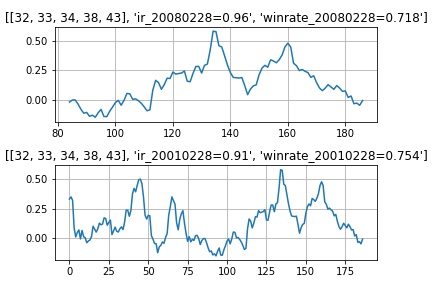 [[32, 33, 34, 38, 43], 'ir_20080228=0.96', 'winrate_20080228=0.718']
0.50
0.25
0.00
80 100 120 140 160 180
[[32, 33, 34, 38, 43], 'ir_20010228=0.91', 'winrate_20010228=0.754']
0.50
0.25
0.00
0 25 50 75 100 125 150 175